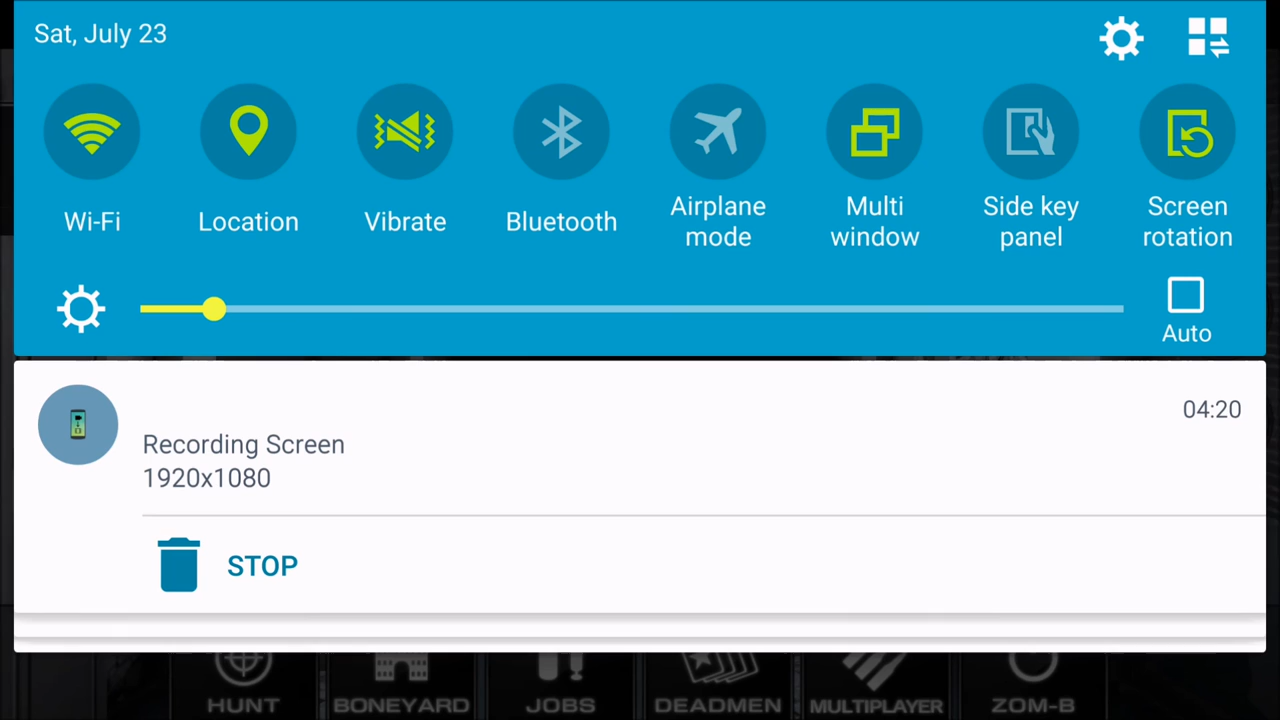 Sat, July 23
Wi-Fi
Location
Vibrate
Bluetooth
Airplane
mode
Multi
window
Side key
panel
Screen
rotation
Auto
04:20
Recording Screen
1920x1080
STOP
HUNT
BONEYARD
JOBS
DEADMEN
MULTIPLAYER
ZOM-B